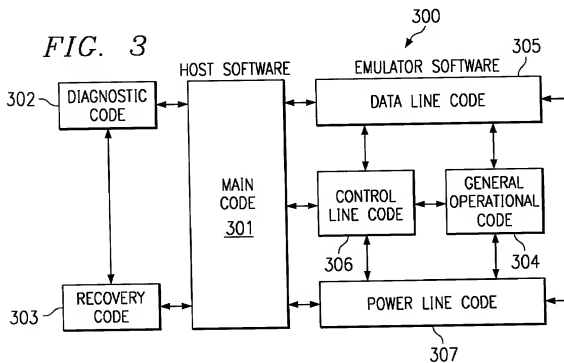 FIG. 3
300
HOST SOFTWARE
EMULATOR SOFTWARE
305
302
DIAGNOSTIC
CODE
DATA LINE CODE
MAIN
CODE
301
CONTROL
LINE CODE
306
GENERAL
OPERATIONAL
CODE
304
303
RECOVERY
CODE
POWER LINE CODE
307